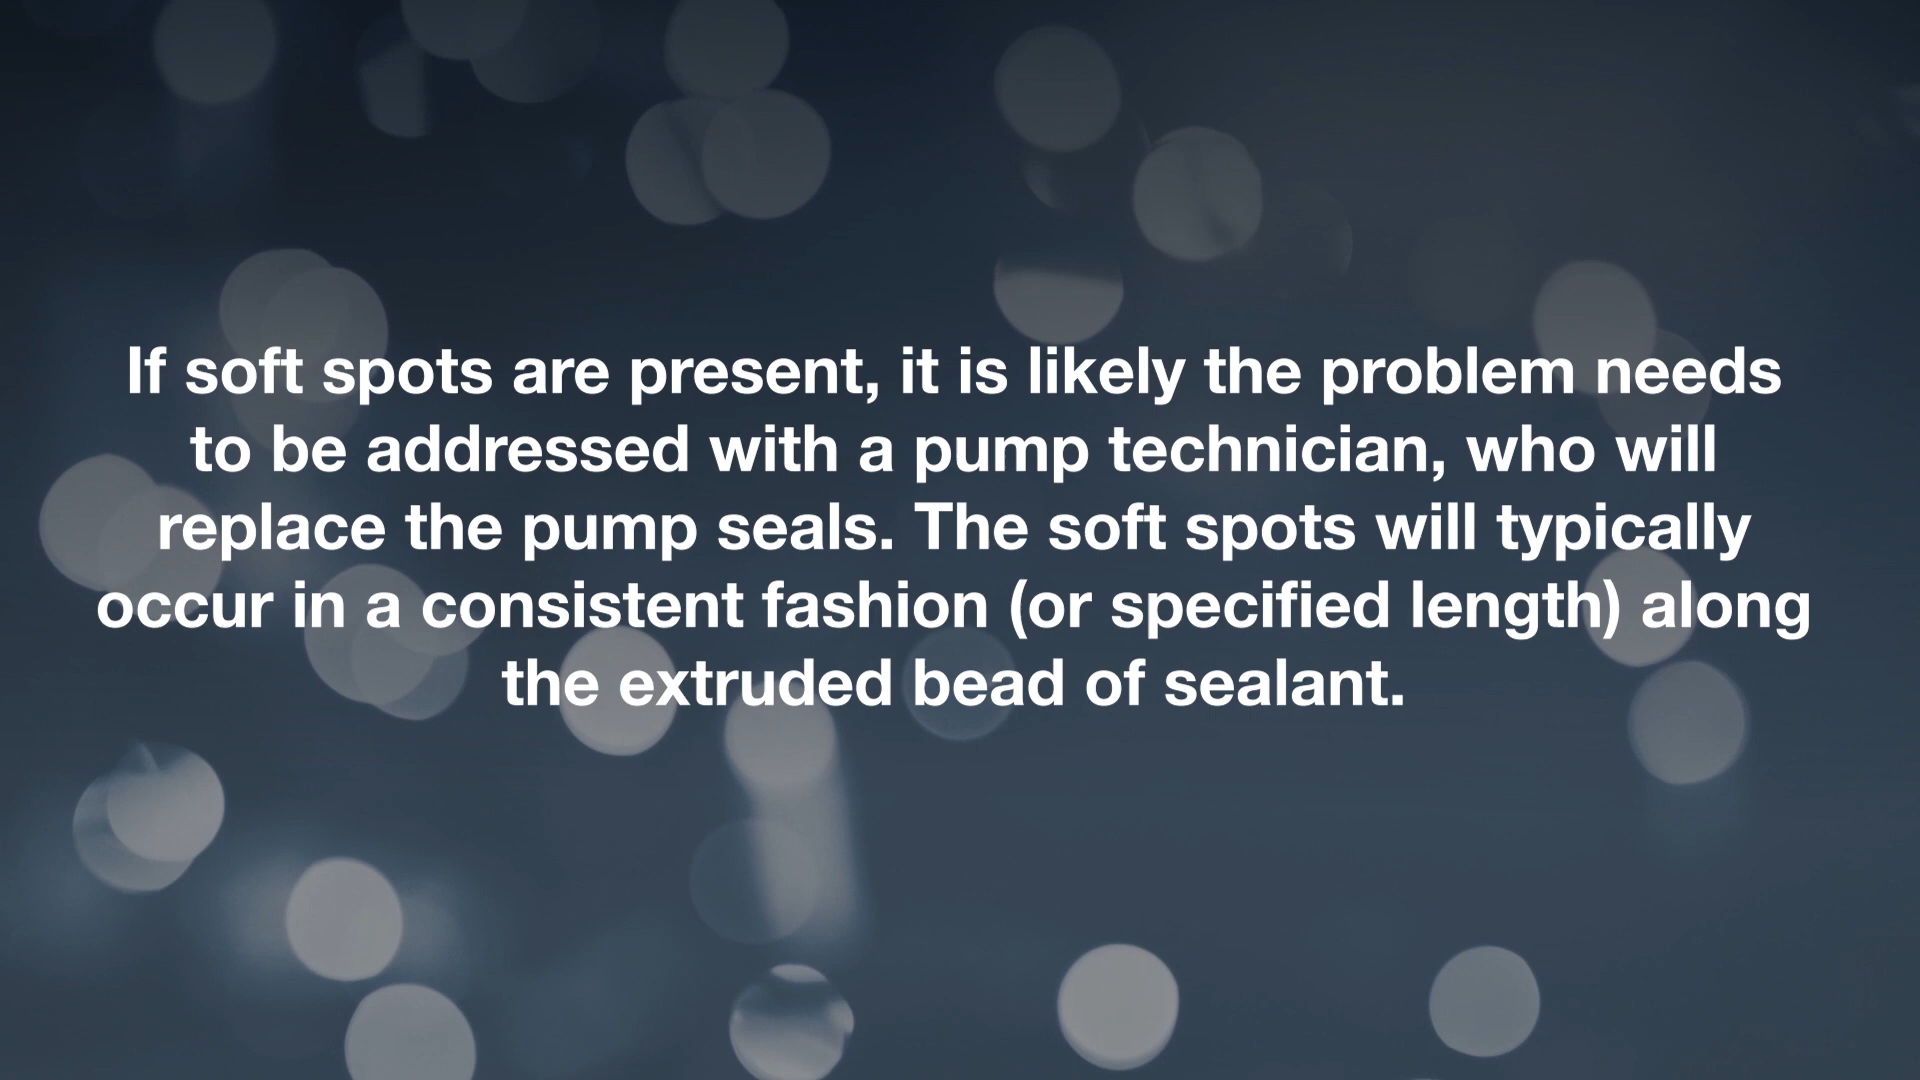 If soft spots are present, it is likely the problem needs
to be addressed with a pump technician, who will
replace the pump seals. The soft spots will typically
occur in a consistent fashion (or specified length) along
the extruded bead of sealant.